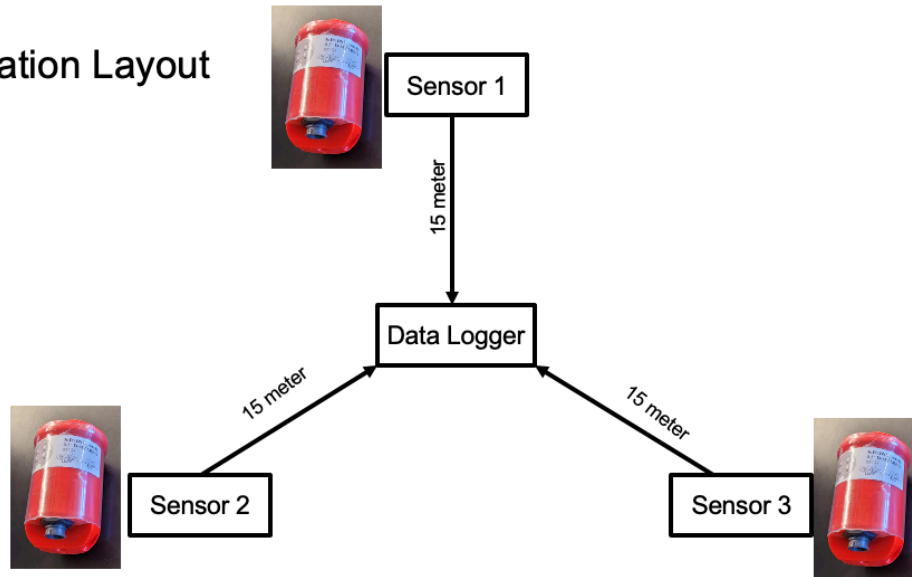 ation Layout
Sensor 1
15 meter
Data Logger
15 meter
15 meter
Sensor 2
Sensor 3